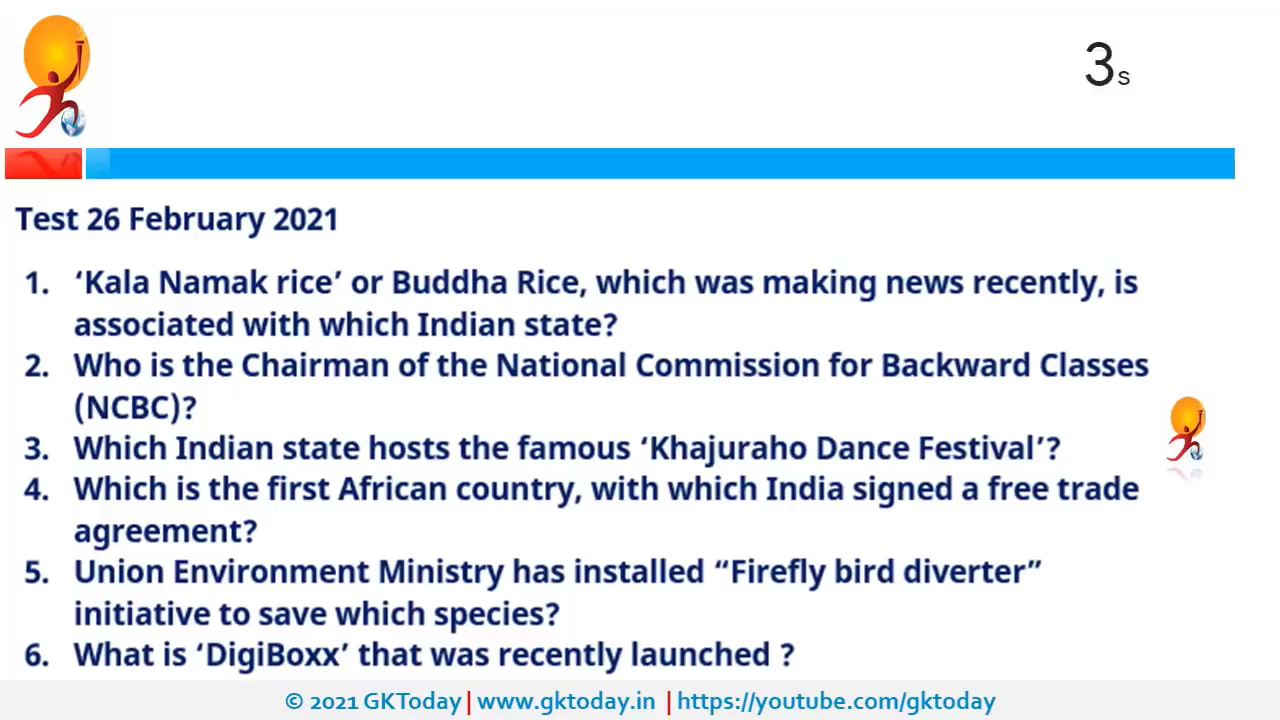 3s
Test 26 February 2021
1. ‘Kala Namak rice’ or Buddha Rice, which was making news recently, is
associated with which Indian state?
2. Who is the Chairman of the National Commission for Backward Classes
(NCBC)?
3. Which Indian state hosts the famous ‘Khajuraho Dance Festival’?
4. Which is the first African country, with which India signed a free trade
agreement?
5. Union Environment Ministry has installed “Firefly bird diverter”
initiative to save which species?
6. What is ‘DigiBoxx’ that was recently launched ?
© 2021 GKToday | www.gktoday.in | https://youtube.com/gktoday